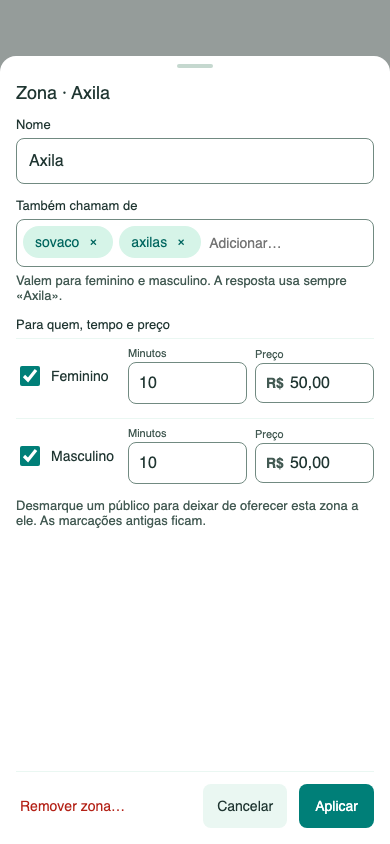 Zona · Axila
Nome
Axila
Também chamam de
sovaco × axilas × Adicionar…
Valem para feminino e masculino. A resposta usa sempre
«Axila».
Para quem, tempo e preço
Minutos Preço
Feminino 10 R$ 50,00
Minutos Preço
Masculino 10 R$ 50,00
Desmarque um público para deixar de oferecer esta zona a
ele. As marcações antigas ficam.
Remover zona… Cancelar Aplicar